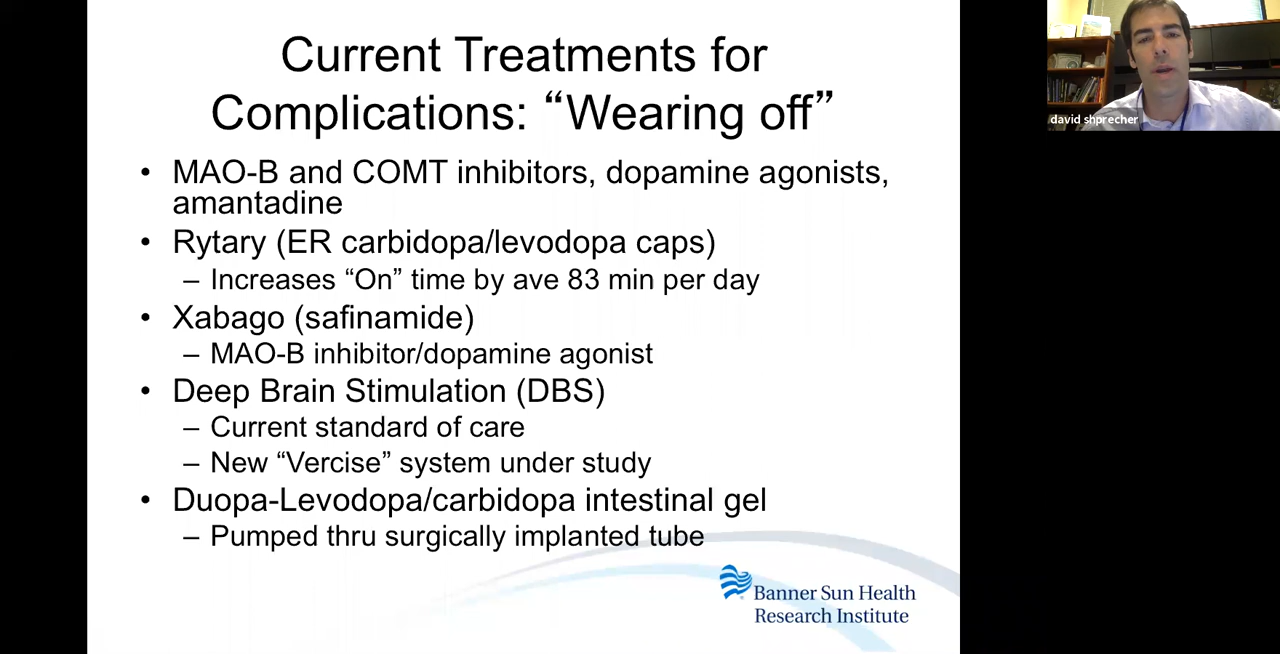 Current Treatments for
Complications: “Wearing off”
• MAO-B and COMT inhibitors, dopamine agonists,
amantadine
• Rytary (ER carbidopa/levodopa caps)
– Increases “On” time by ave 83 min per day
• Xabago (safinamide)
– MAO-B inhibitor/dopamine agonist
• Deep Brain Stimulation (DBS)
– Current standard of care
– New “Vercise” system under study
• Duopa-Levodopa/carbidopa intestinal gel
– Pumped thru surgically implanted tube
Banner Sun Health
Research Institute
david shprecher